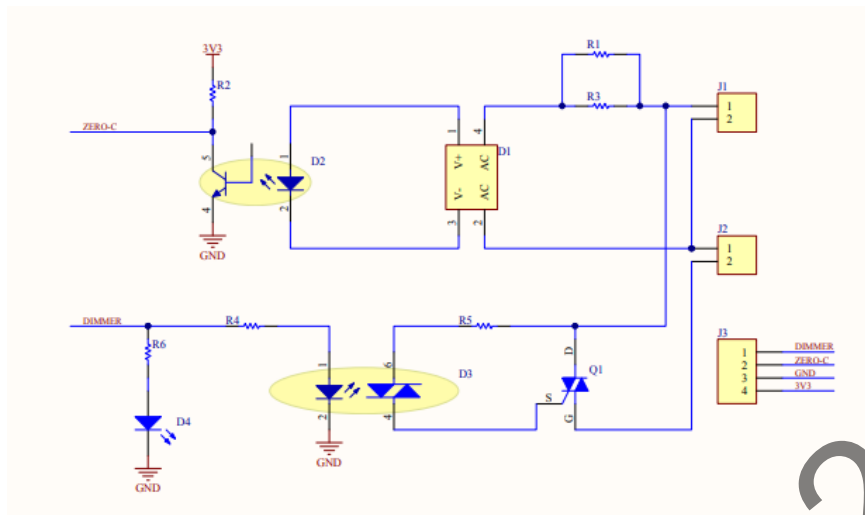 3V3
R1
R2
R3
J1
1
2
ZERO-C
5
1
1
4
D2
V+
AC
D1
V-
AC
4
2
3
2
GND
J2
1
2
DIMMER
R4
R5
R6
J3
1
DIMMER
2
ZERO-C
3
GND
4
3V3
1
6
D3
D
Q1
S
G
2
4
D4
GND
GND